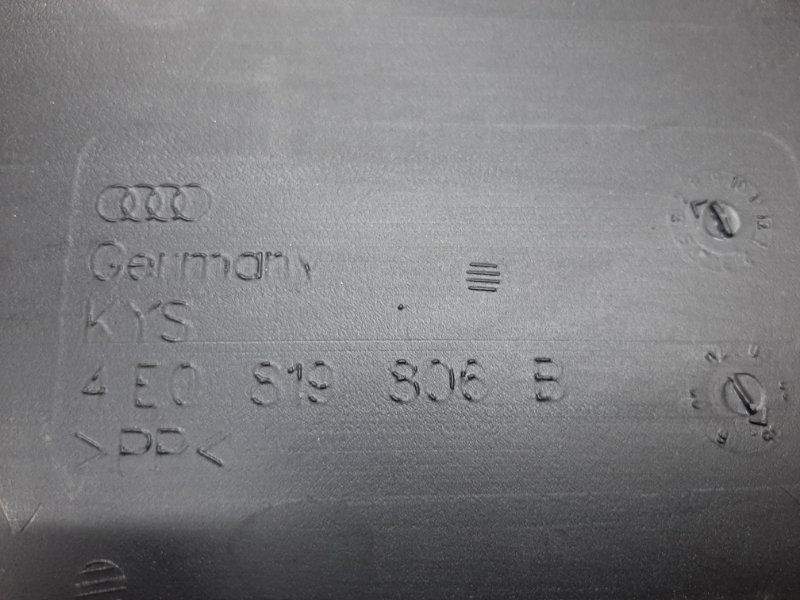 Germany
KYS
4E0 819 806 B
>PP<